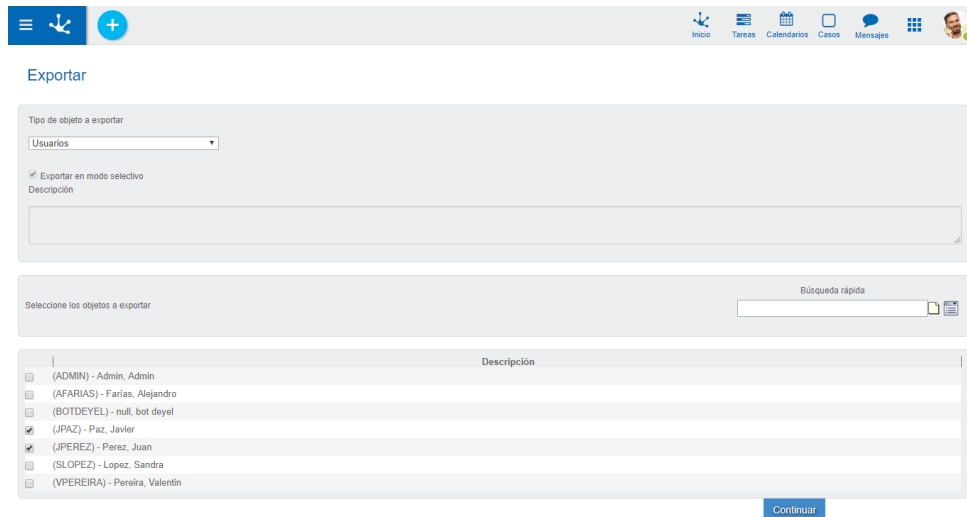 Inicio
Tareas
Calendarios
Casos
Mensajes
Exportar
Tipo de objeto a exportar
Usuarios
Exportar en modo selectivo
Descripción
Seleccione los objetos a exportar
Búsqueda rápida
Descripción
(ADMIN) - Admin, Admin
(AFARIAS) - Farías, Alejandro
(BOTDEYEL) - null, bot deyel
(JPAZ) - Paz, Javier
(JPEREZ) - Perez, Juan
(SLOPEZ) - Lopez, Sandra
(VPEREIRA) - Pereira, Valentin
Continuar